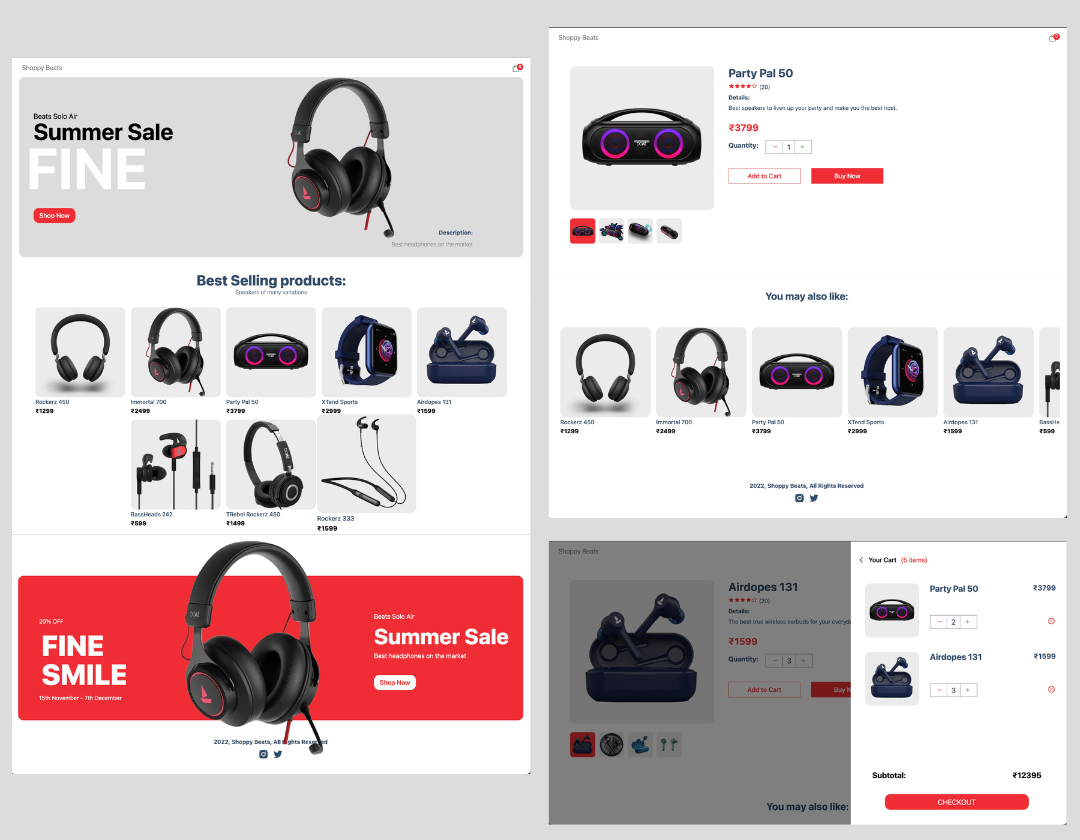 Shoppy Beats
0
Beats Solo Air
Summer Sale
FINE
Shop Now
Description:
Best headphones on the market
Best Selling products:
Speakers of many variations
Rockerz 450
₹1299
Immortal 700
₹2499
Party Pal 50
₹3799
XTend Sports
₹2999
Airdopes 131
₹1599
BassHeads 242
₹599
TRebel Rockerz 450
₹1499
Rockerz 333
₹1599
20% OFF
FINE
SMILE
15th November - 7th December
Beats Solo Air
Summer Sale
Best headphones on the market
Shop Now
2022, Shoppy Beats, All Rights Reserved
Shoppy Beats
0
Party Pal 50
(20)
Details:
Best speakers to liven up your party and make you the best host.
₹3799
Quantity:
− 1 +
Add to Cart
Buy Now
You may also like:
Rockerz 450
₹1299
Immortal 700
₹2499
Party Pal 50
₹3799
XTend Sports
₹2999
Airdopes 131
₹1599
BassHe
₹599
2022, Shoppy Beats, All Rights Reserved
Shoppy Beats
Airdopes 131
(20)
Details:
The best true wireless earbuds for your everyd
₹1599
Quantity:
− 3 +
Add to Cart
Buy N
You may also like:
Your Cart (5 items)
Party Pal 50
₹3799
− 2 +
Airdopes 131
₹1599
− 3 +
Subtotal:
₹12395
CHECKOUT